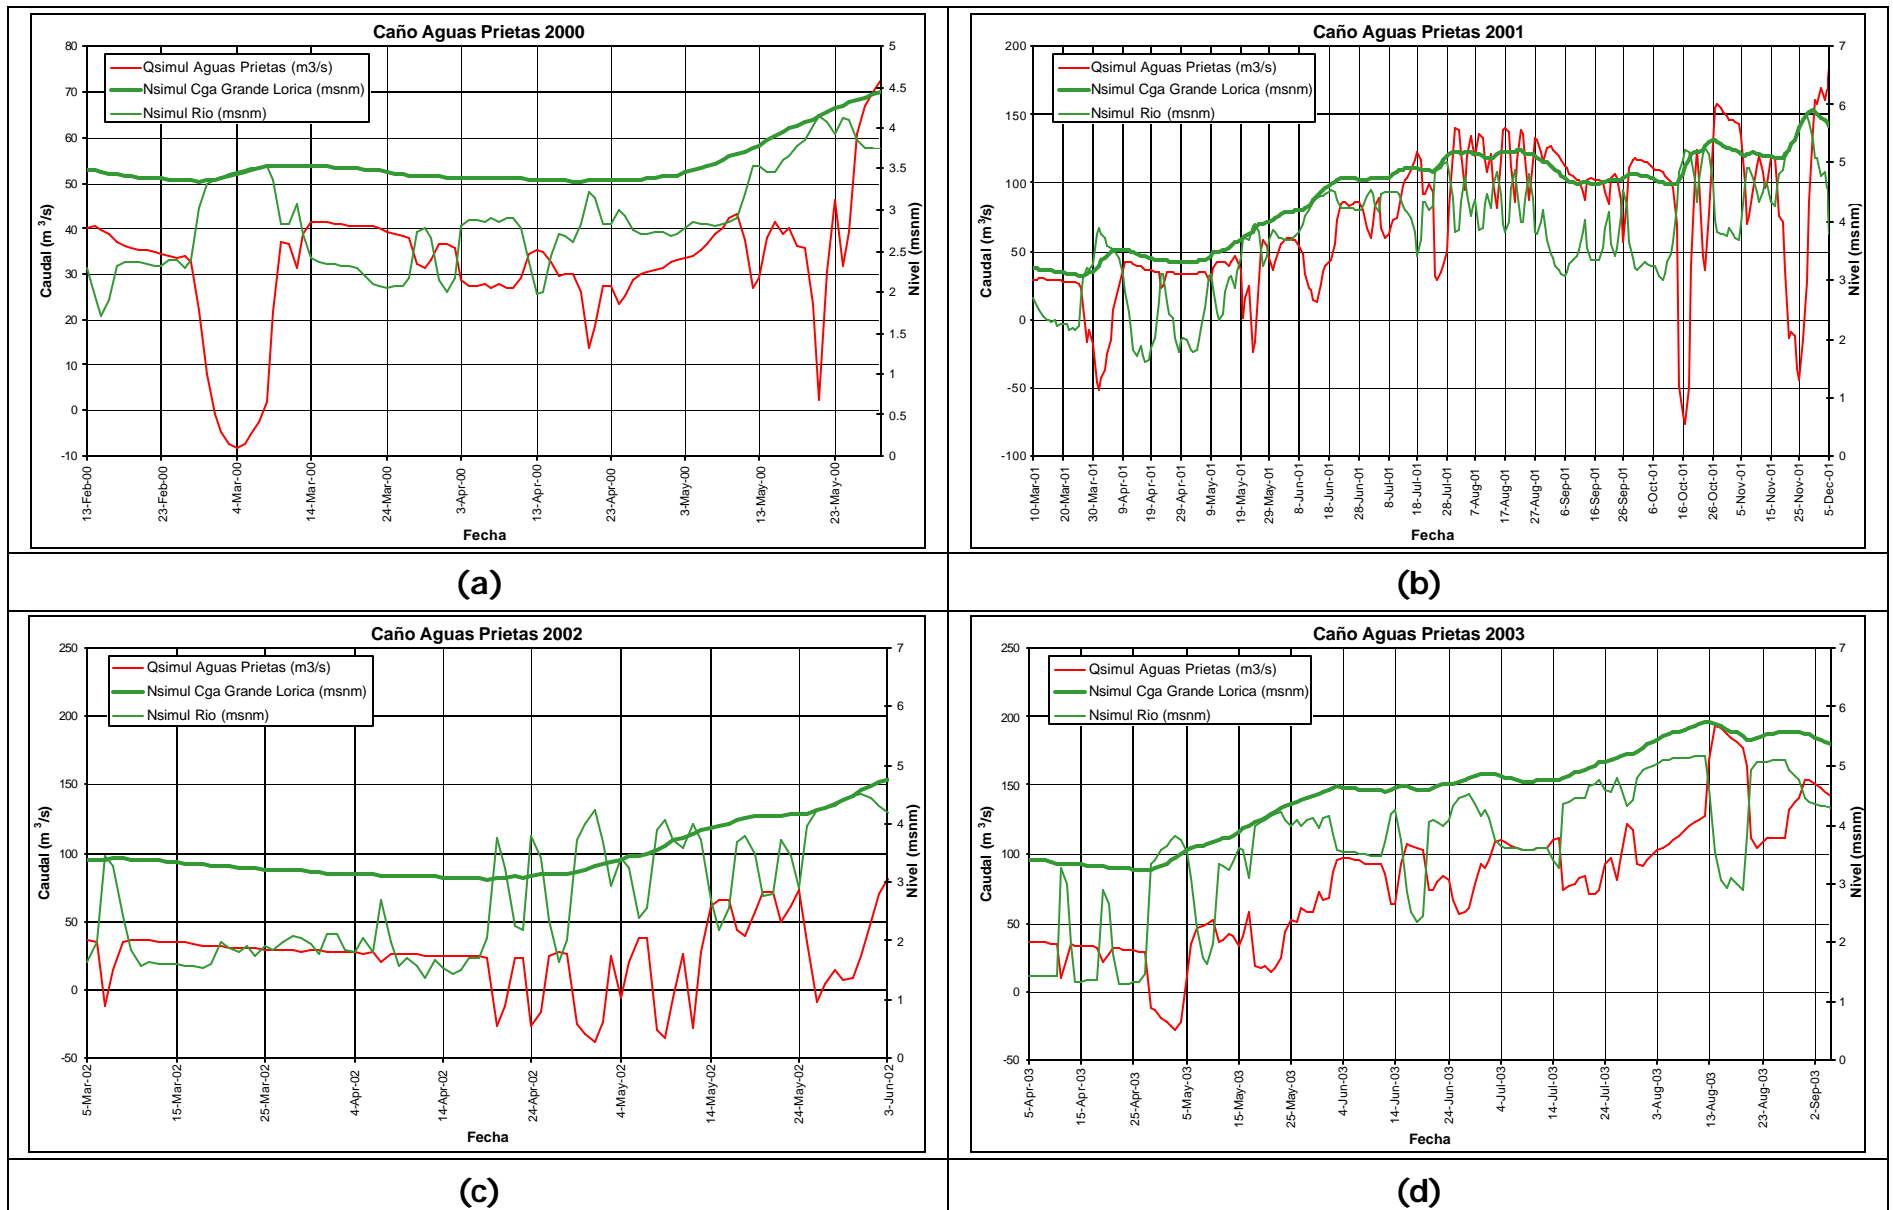 Caño Aguas Prietas 2000
Qsimul Aguas Prietas (m3/s)
Nsimul Cga Grande Lorica (msnm)
Nsimul Rio (msnm)
Caudal (m ³/s)
80
70
60
50
40
30
20
10
0
-10
Nivel (msnm)
5
4.5
4
3.5
3
2.5
2
1.5
1
0.5
0
13-Feb-00
23-Feb-00
4-Mar-00
14-Mar-00
24-Mar-00
3-Apr-00
13-Apr-00
23-Apr-00
3-May-00
13-May-00
23-May-00
Fecha
(a)
Caño Aguas Prietas 2001
Qsimul Aguas Prietas (m3/s)
Nsimul Cga Grande Lorica (msnm)
Nsimul Rio (msnm)
Caudal (m ³/s)
200
150
100
50
0
-50
-100
Nivel (msnm)
7
6
5
4
3
2
1
0
10-Mar-01
20-Mar-01
30-Mar-01
9-Apr-01
19-Apr-01
29-Apr-01
9-May-01
19-May-01
29-May-01
8-Jun-01
18-Jun-01
28-Jun-01
8-Jul-01
18-Jul-01
28-Jul-01
7-Aug-01
17-Aug-01
27-Aug-01
6-Sep-01
16-Sep-01
26-Sep-01
6-Oct-01
16-Oct-01
26-Oct-01
5-Nov-01
15-Nov-01
25-Nov-01
5-Dec-01
Fecha
(b)
Caño Aguas Prietas 2002
Qsimul Aguas Prietas (m3/s)
Nsimul Cga Grande Lorica (msnm)
Nsimul Rio (msnm)
Caudal (m ³/s)
250
200
150
100
50
0
-50
Nivel (msnm)
7
6
5
4
3
2
1
0
5-Mar-02
15-Mar-02
25-Mar-02
4-Apr-02
14-Apr-02
24-Apr-02
4-May-02
14-May-02
24-May-02
3-Jun-02
Fecha
(c)
Caño Aguas Prietas 2003
Qsimul Aguas Prietas (m3/s)
Nsimul Cga Grande Lorica (msnm)
Nsimul Rio (msnm)
Caudal (m ³/s)
250
200
150
100
50
0
-50
Nivel (msnm)
7
6
5
4
3
2
1
0
5-Apr-03
15-Apr-03
25-Apr-03
5-May-03
15-May-03
25-May-03
4-Jun-03
14-Jun-03
24-Jun-03
4-Jul-03
14-Jul-03
24-Jul-03
3-Aug-03
13-Aug-03
23-Aug-03
2-Sep-03
Fecha
(d)